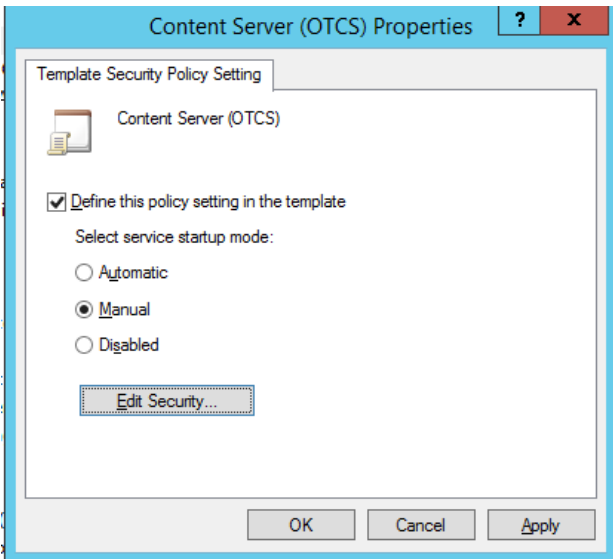 Content Server (OTCS) Properties
? x
Template Security Policy Setting
Content Server (OTCS)
Define this policy setting in the template
Select service startup mode:
Automatic
Manual
Disabled
Edit Security...
OK Cancel Apply